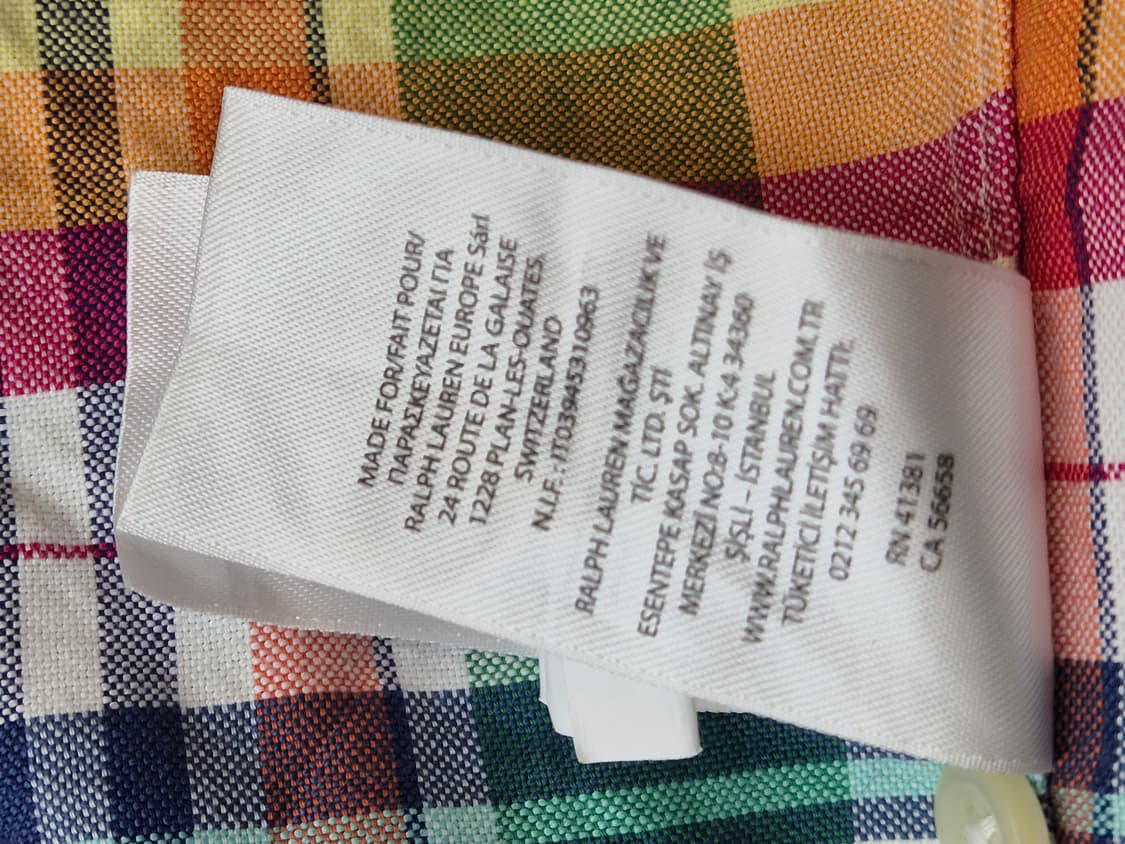 MADE FOR/FAIT POUR/
ΠΑΡΑΣΚΕΥΑΖΕΤΑΙ ΓΙΑ
RALPH LAUREN EUROPE Sárl
24 ROUTE DE LA GALAISE
1228 PLAN-LES-OUATES,
SWITZERLAND
N.I.F.: IT03945310963
RALPH LAUREN MAĞAZACILIK VE
TİC. LTD. ŞTİ
ESENTEPE KASAP SOK. ALTINAY İŞ
MERKEZİ NO:8-10 K:4 34360
ŞİŞLİ - İSTANBUL
WWW.RALPHLAUREN.COM.TR
TÜKETİCİ İLETİŞİM HATTI:
0212 345 69 69
RN 41381
CA 56658